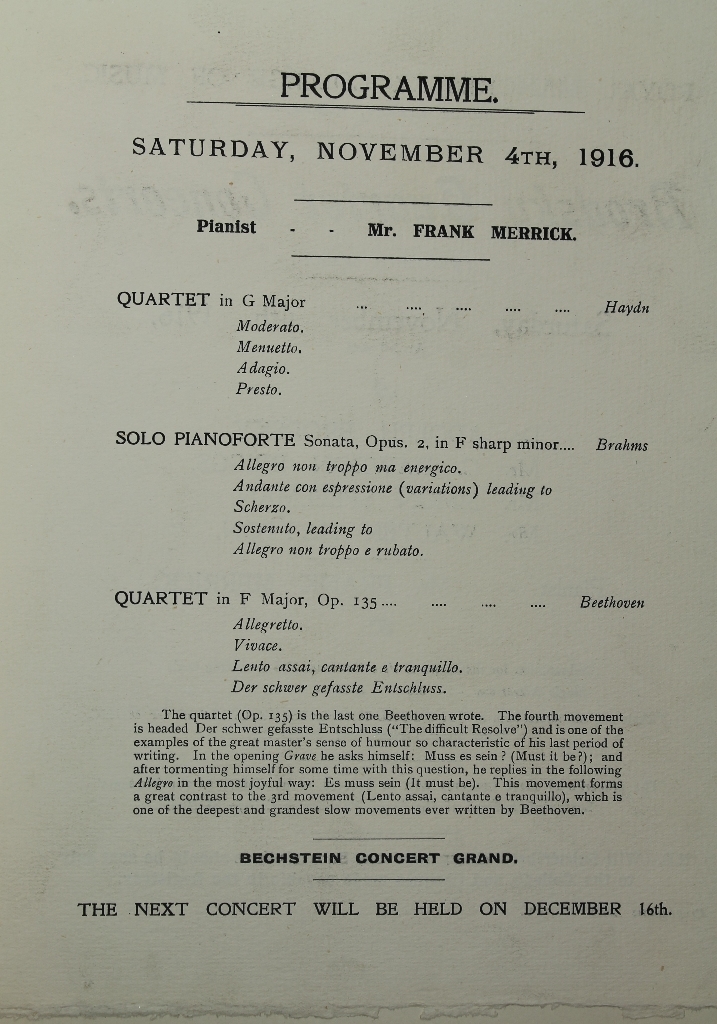 PROGRAMME.
SATURDAY, NOVEMBER 4TH, 1916.
Pianist - - Mr. FRANK MERRICK.
QUARTET in G Major ... .... .... .... .... Haydn
Moderato.
Menuetto.
Adagio.
Presto.
SOLO PIANOFORTE Sonata, Opus. 2, in F sharp minor.... Brahms
Allegro non troppo ma energico.
Andante con espressione (variations) leading to
Scherzo.
Sostenuto, leading to
Allegro non troppo e rubato.
QUARTET in F Major, Op. 135.... .... .... .... Beethoven
Allegretto.
Vivace.
Lento assai, cantante e tranquillo.
Der schwer gefasste Entschluss.
The quartet (Op. 135) is the last one Beethoven wrote. The fourth movement
is headed Der schwer gefasste Entschluss ("The difficult Resolve") and is one of the
examples of the great master's sense of humour so characteristic of his last period of
writing. In the opening Grave he asks himself: Muss es sein? (Must it be?); and
after tormenting himself for some time with this question, he replies in the following
Allegro in the most joyful way: Es muss sein (It must be). This movement forms
a great contrast to the 3rd movement (Lento assai, cantante e tranquillo), which is
one of the deepest and grandest slow movements ever written by Beethoven.
BECHSTEIN CONCERT GRAND.
THE NEXT CONCERT WILL BE HELD ON DECEMBER 16th.